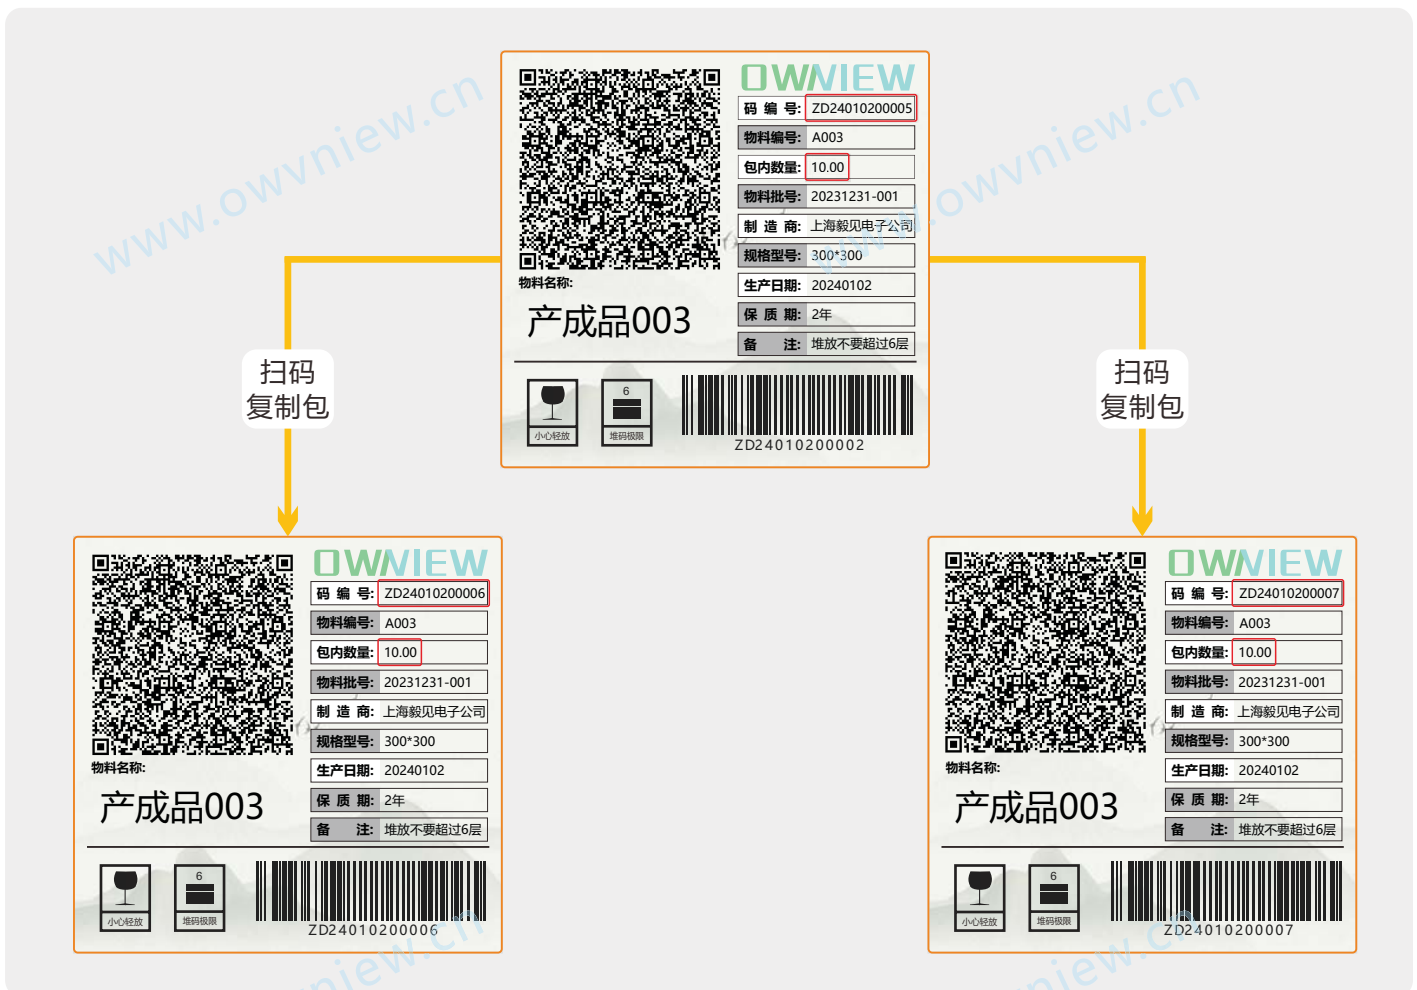 OWVNIEW
码 编 号: ZD24010200005
物料编号: A003
包内数量: 10.00
物料批号: 20231231-001
制 造 商: 上海毅见电子公司
规格型号: 300*300
生产日期: 20240102
保 质 期: 2年
备 注: 堆放不要超过6层
物料名称:
产成品003
小心轻放
6
堆码极限
ZD24010200002
扫码
复制包
扫码
复制包
OWVNIEW
码 编 号: ZD24010200006
物料编号: A003
包内数量: 10.00
物料批号: 20231231-001
制 造 商: 上海毅见电子公司
规格型号: 300*300
生产日期: 20240102
保 质 期: 2年
备 注: 堆放不要超过6层
物料名称:
产成品003
小心轻放
6
堆码极限
ZD24010200006
OWVNIEW
码 编 号: ZD24010200007
物料编号: A003
包内数量: 10.00
物料批号: 20231231-001
制 造 商: 上海毅见电子公司
规格型号: 300*300
生产日期: 20240102
保 质 期: 2年
备 注: 堆放不要超过6层
物料名称:
产成品003
小心轻放
6
堆码极限
ZD24010200007
www.owvniew.cn
www.owvniew.cn